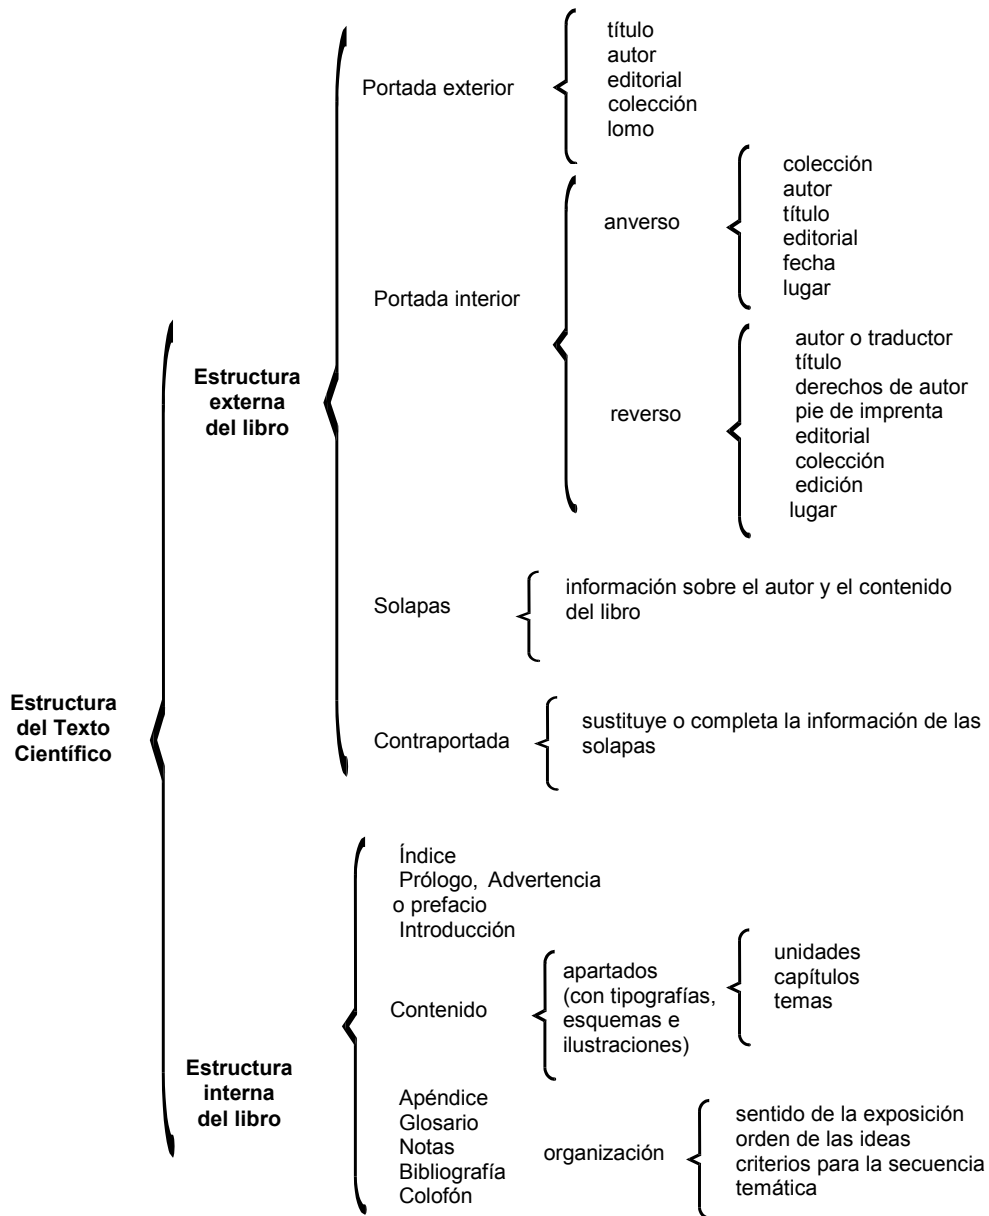 Estructura
del Texto
Científico
Estructura
externa
del libro
Portada exterior
título
autor
editorial
colección
lomo
Portada interior
anverso
colección
autor
título
editorial
fecha
lugar
reverso
autor o traductor
título
derechos de autor
pie de imprenta
editorial
colección
edición
lugar
Solapas
información sobre el autor y el contenido
del libro
Contraportada
sustituye o completa la información de las
solapas
Estructura
interna
del libro
Índice
Prólogo, Advertencia
o prefacio
Introducción
Contenido
apartados
(con tipografías,
esquemas e
ilustraciones)
unidades
capítulos
temas
Apéndice
Glosario
Notas
Bibliografía
Colofón
organización
sentido de la exposición
orden de las ideas
criterios para la secuencia
temática